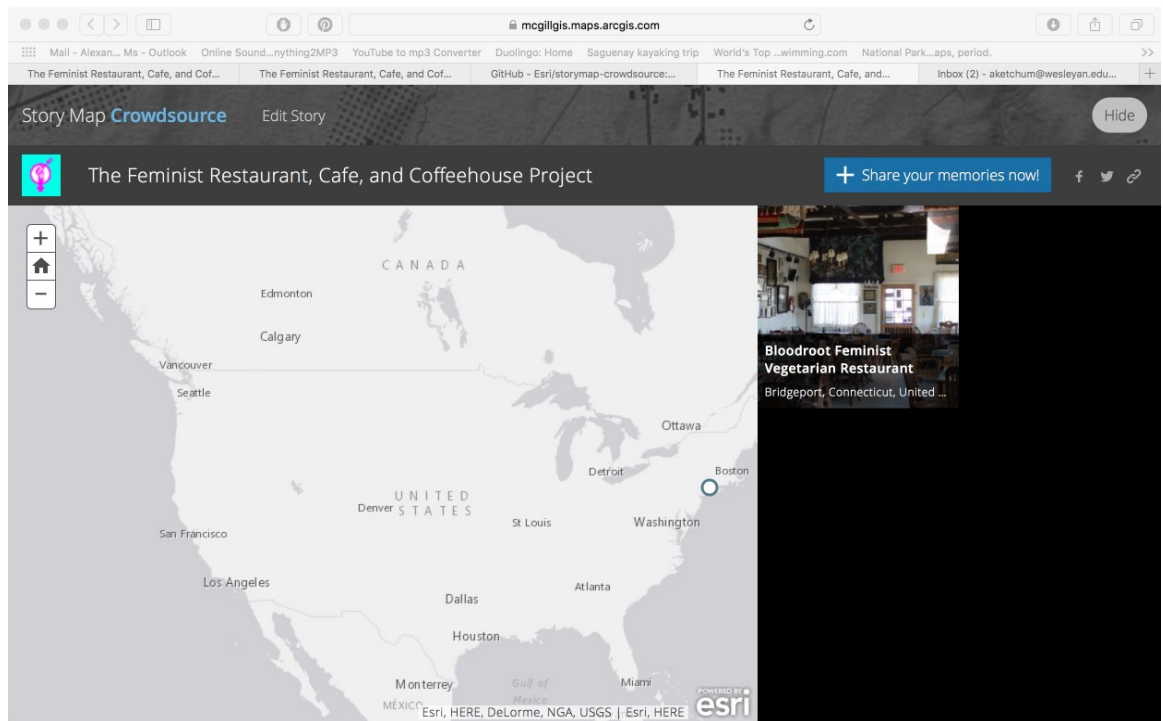 mcgillgis.maps.arcgis.com
Mail - Alexan... Ms - Outlook Online Sound...nything2MP3 YouTube to mp3 Converter Duolingo: Home Saguenay kayaking trip World's Top ...wimming.com National Park...aps, period. >>
The Feminist Restaurant, Cafe, and Cof... The Feminist Restaurant, Cafe, and Cof... GitHub - Esri/storymap-crowdsource:... The Feminist Restaurant, Cafe, and... Inbox (2) - aketchum@wesleyan.edu... +
Story Map Crowdsource Edit Story Hide
The Feminist Restaurant, Cafe, and Coffeehouse Project + Share your memories now!
+
−
CANADA
Edmonton
Calgary
Vancouver
Seattle
Ottawa
Detroit
Boston
UNITED
STATES
Denver
St Louis
Washington
San Francisco
Los Angeles
Atlanta
Dallas
Houston
Monterrey
Gulf of
Mexico
Miami
MÉXICO
Esri, HERE, DeLorme, NGA, USGS | Esri, HERE
POWERED BY
esri
Bloodroot Feminist
Vegetarian Restaurant
Bridgeport, Connecticut, United ...